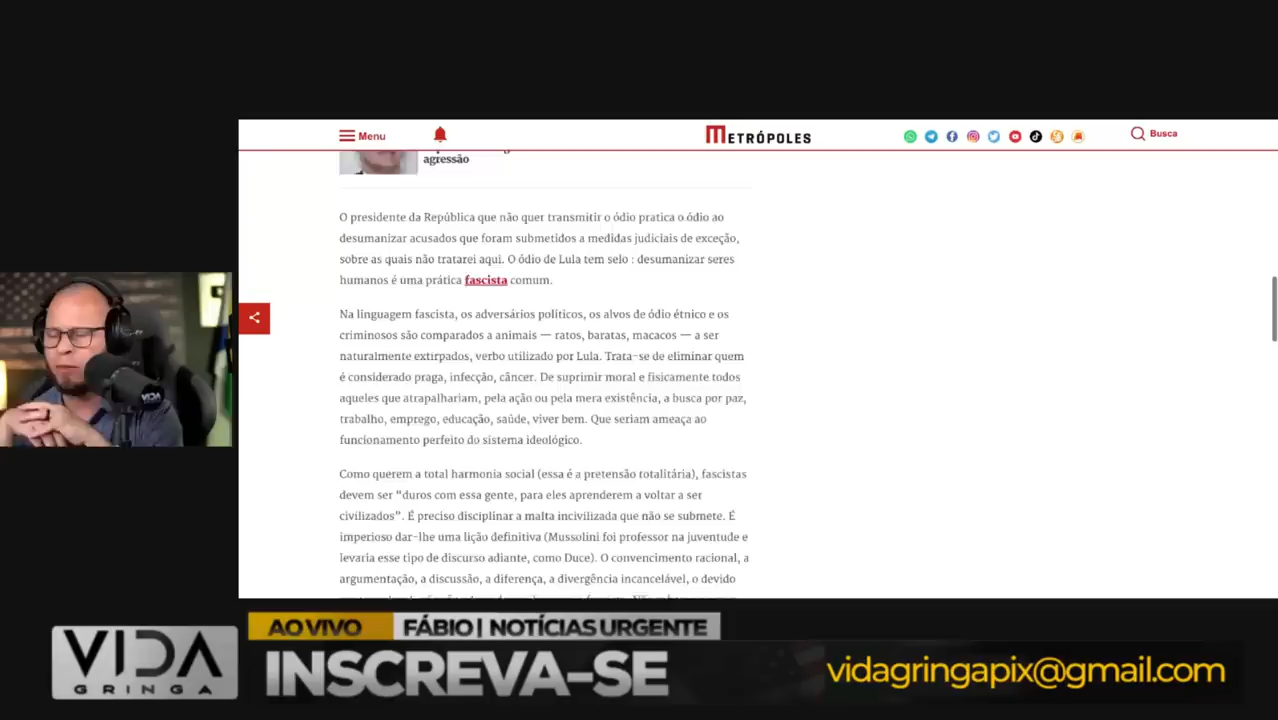 Menu
METRÓPOLES
Busca
agressão
O presidente da República que não quer transmitir o ódio pratica o ódio ao
desumanizar acusados que foram submetidos a medidas judiciais de exceção,
sobre as quais não tratarei aqui. O ódio de Lula tem selo : desumanizar seres
humanos é uma prática fascista comum.
Na linguagem fascista, os adversários políticos, os alvos de ódio étnico e os
criminosos são comparados a animais — ratos, baratas, macacos — a ser
naturalmente extirpados, verbo utilizado por Lula. Trata-se de eliminar quem
é considerado praga, infecção, câncer. De suprimir moral e fisicamente todos
aqueles que atrapalhariam, pela ação ou pela mera existência, a busca por paz,
trabalho, emprego, educação, saúde, viver bem. Que seriam ameaça ao
funcionamento perfeito do sistema ideológico.
Como querem a total harmonia social (essa é a pretensão totalitária), fascistas
devem ser “duros com essa gente, para eles aprenderem a voltar a ser
civilizados”. É preciso disciplinar a malta incivilizada que não se submete. É
imperioso dar-lhe uma lição definitiva (Mussolini foi professor na juventude e
levaria esse tipo de discurso adiante, como Duce). O convencimento racional, a
argumentação, a discussão, a diferença, a divergência incancelável, o devido
VIDA
AO VIVO FÁBIO | NOTÍCIAS URGENTE
VIDA
GRINGA
INSCREVA-SE
vidagringapix@gmail.com